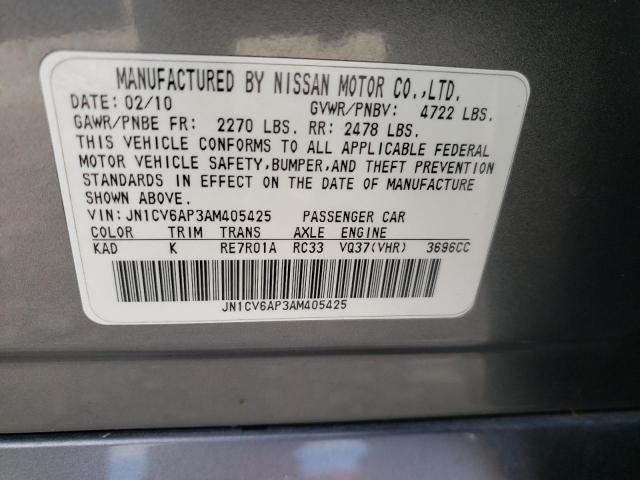 MANUFACTURED BY NISSAN MOTOR CO.,LTD.
DATE: 02/10 GVWR/PNBV: 4722 LBS.
GAWR/PNBE FR: 2270 LBS. RR: 2478 LBS.
THIS VEHICLE CONFORMS TO ALL APPLICABLE FEDERAL
MOTOR VEHICLE SAFETY,BUMPER,AND THEFT PREVENTION
STANDARDS IN EFFECT ON THE DATE OF MANUFACTURE
SHOWN ABOVE.
VIN: JN1CV6AP3AM405425 PASSENGER CAR
COLOR TRIM TRANS AXLE ENGINE
KAD K RE7R01A RC33 VQ37(VHR) 3696CC
JN1CV6AP3AM405425